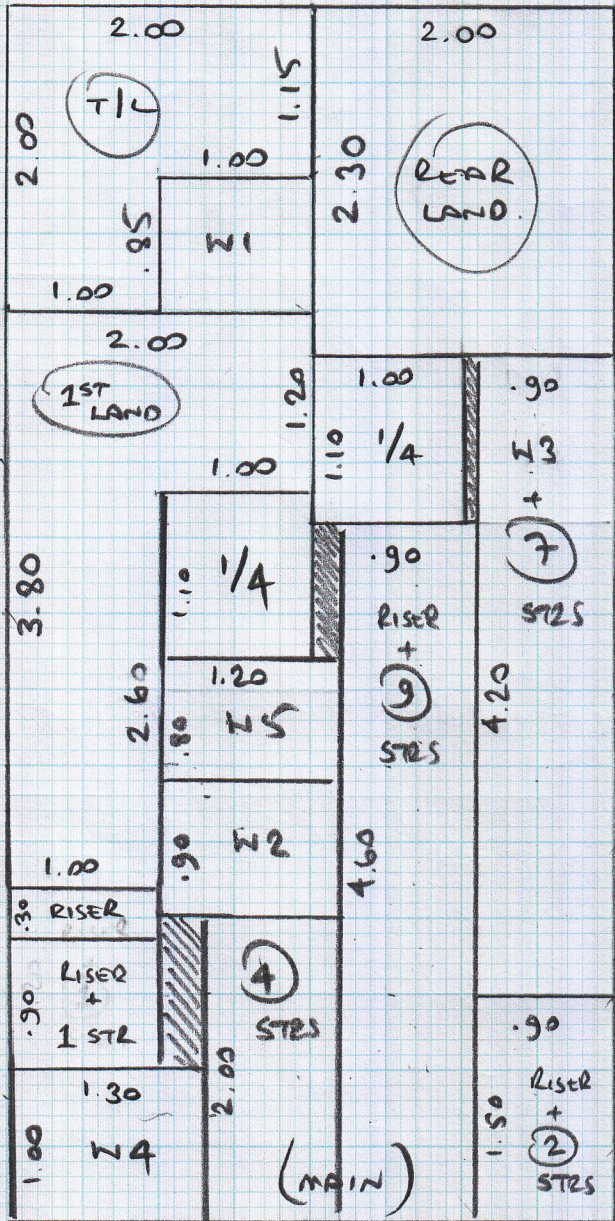 2.00
2.00
T/L
1.15
2.00
1.00
2.30
REAR
LAND.
.85
W1
1.00
2.00
1ST
LAND
1.20
1.00
.90
1.10
1/4
W3
+
7
STRS
1.00
3.80
1.10
1/4
.90
RISER
+
9
STRS
1.20
2.60
.80
W5
4.20
.90
W2
4.60
1.00
.30
RISER
RISER
+
1 STR
.90
4
STRS
2.00
.90
RISER
+
2
STRS
1.50
1.30
1.00
W4
(MAIN)